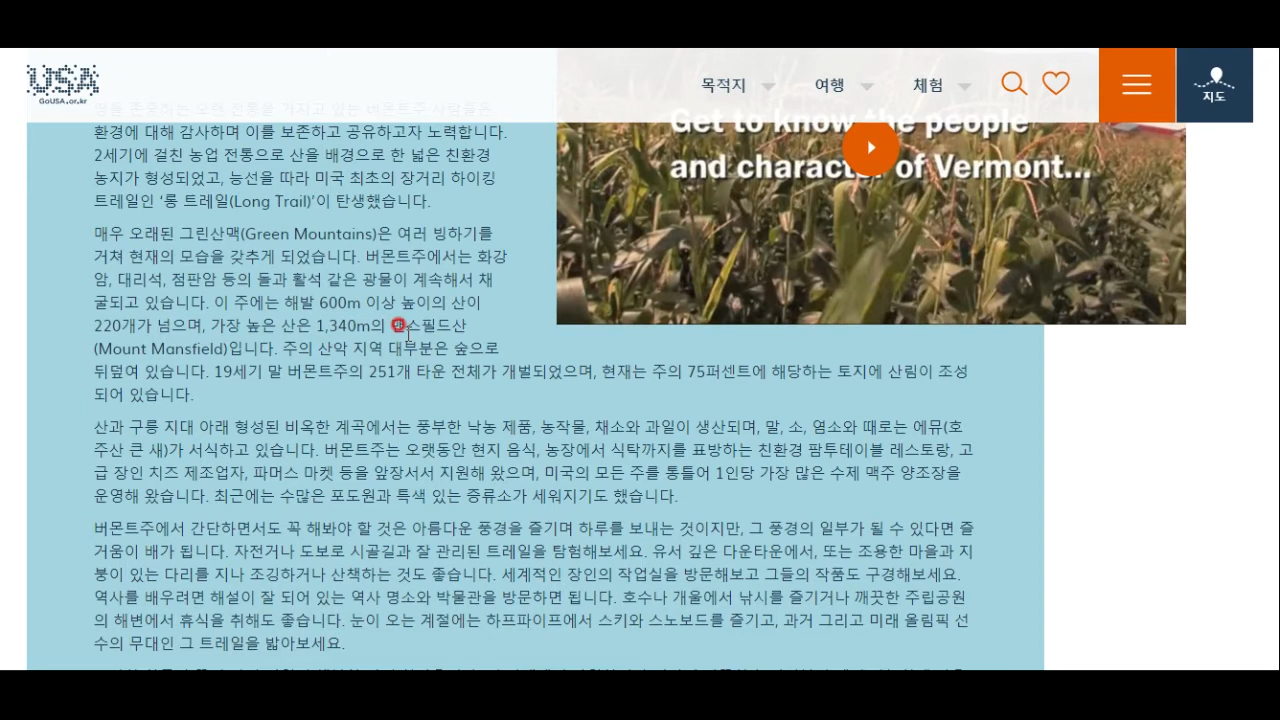 USA
GoUSA.or.kr
목적지
여행
체험
지도
Get to know the people
and character of Vermont...
환경에 대해 감사하며 이를 보존하고 공유하고자 노력합니다.
2세기에 걸친 농업 전통으로 산을 배경으로 한 넓은 친환경
농지가 형성되었고, 능선을 따라 미국 최초의 장거리 하이킹
트레일인 ‘롱 트레일(Long Trail)’이 탄생했습니다.
매우 오래된 그린산맥(Green Mountains)은 여러 빙하기를
거쳐 현재의 모습을 갖추게 되었습니다. 버몬트주에서는 화강
암, 대리석, 점판암 등의 돌과 활석 같은 광물이 계속해서 채
굴되고 있습니다. 이 주에는 해발 600m 이상 높이의 산이
220개가 넘으며, 가장 높은 산은 1,340m의 맨스필드산
(Mount Mansfield)입니다. 주의 산악 지역 대부분은 숲으로
뒤덮여 있습니다. 19세기 말 버몬트주의 251개 타운 전체가 개벌되었으며, 현재는 주의 75퍼센트에 해당하는 토지에 산림이 조성
되어 있습니다.
산과 구릉 지대 아래 형성된 비옥한 계곡에서는 풍부한 낙농 제품, 농작물, 채소와 과일이 생산되며, 말, 소, 염소와 때로는 에뮤(호
주산 큰 새)가 서식하고 있습니다. 버몬트주는 오랫동안 현지 음식, 농장에서 식탁까지를 표방하는 친환경 팜투테이블 레스토랑, 고
급 장인 치즈 제조업자, 파머스 마켓 등을 앞장서서 지원해 왔으며, 미국의 모든 주를 통틀어 1인당 가장 많은 수제 맥주 양조장을
운영해 왔습니다. 최근에는 수많은 포도원과 특색 있는 증류소가 세워지기도 했습니다.
버몬트주에서 간단하면서도 꼭 해봐야 할 것은 아름다운 풍경을 즐기며 하루를 보내는 것이지만, 그 풍경의 일부가 될 수 있다면 즐
거움이 배가 됩니다. 자전거나 도보로 시골길과 잘 관리된 트레일을 탐험해보세요. 유서 깊은 다운타운에서, 또는 조용한 마을과 지
붕이 있는 다리를 지나 조깅하거나 산책하는 것도 좋습니다. 세계적인 장인의 작업실을 방문해보고 그들의 작품도 구경해보세요.
역사를 배우려면 해설이 잘 되어 있는 역사 명소와 박물관을 방문하면 됩니다. 호수나 개울에서 낚시를 즐기거나 깨끗한 주립공원
의 해변에서 휴식을 취해도 좋습니다. 눈이 오는 계절에는 하프파이프에서 스키와 스노보드를 즐기고, 과거 그리고 미래 올림픽 선
수의 무대인 그 트레일을 밟아보세요.